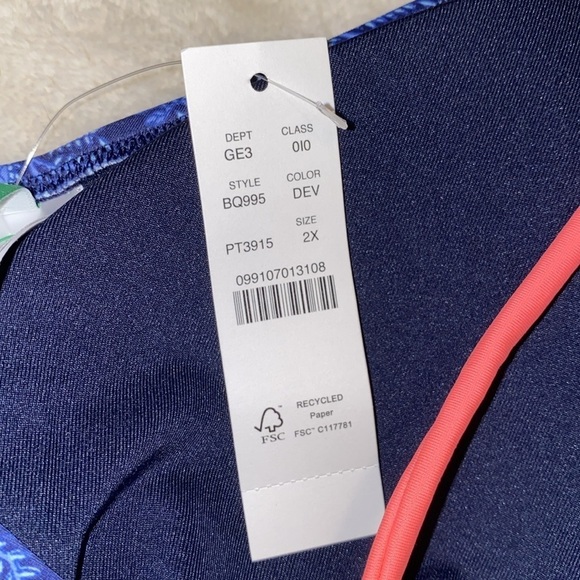 DEPT CLASS
GE3 010
STYLE COLOR
BQ995 DEV
SIZE
PT3915 2X
099107013108
RECYCLED
Paper
FSC FSC™ C117781